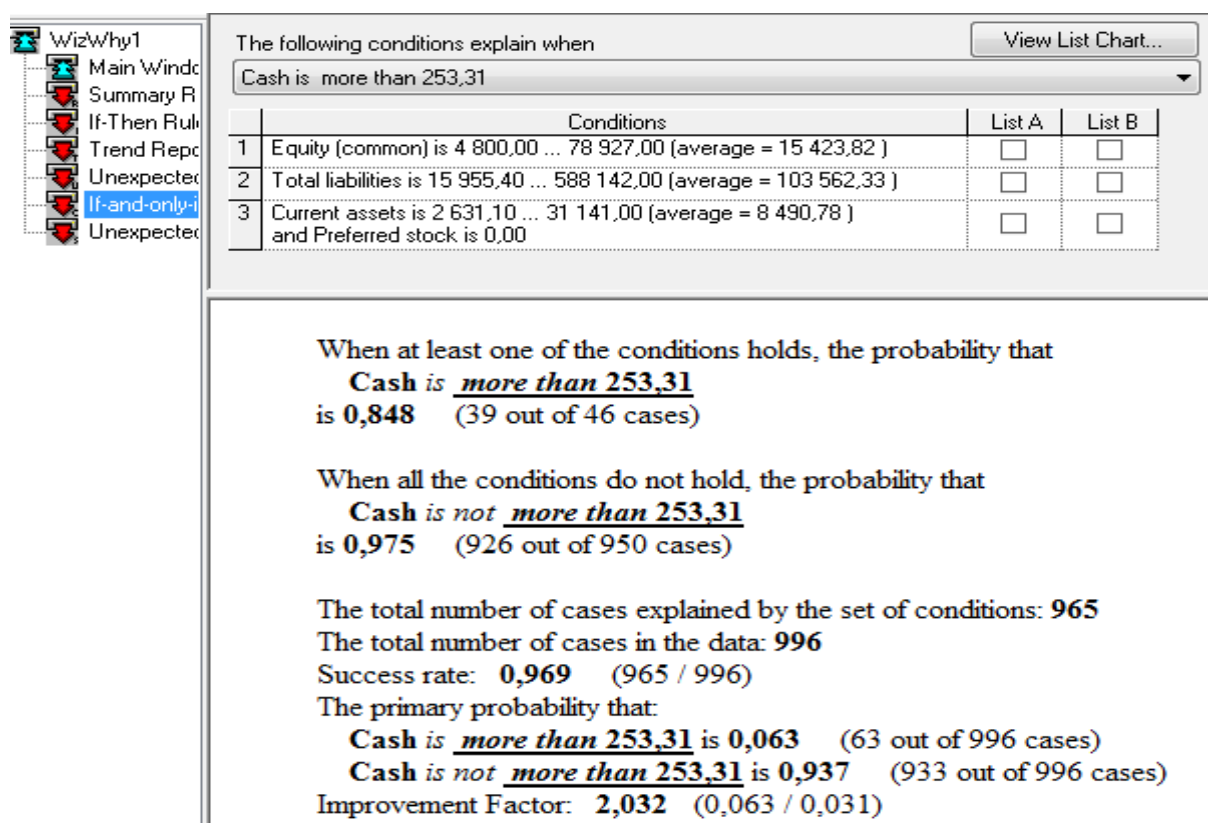 WizWhy1
Main Windo
Summary R
If-Then Rule
Trend Repo
Unexpected
If-and-only-i
Unexpected
The following conditions explain when
View List Chart...
Cash is more than 253,31
Conditions List A List B
1 Equity (common) is 4 800,00 ... 78 927,00 (average = 15 423,82 )
2 Total liabilities is 15 955,40 ... 588 142,00 (average = 103 562,33 )
3 Current assets is 2 631,10 ... 31 141,00 (average = 8 490,78 )
and Preferred stock is 0,00
When at least one of the conditions holds, the probability that
Cash is more than 253,31
is 0,848 (39 out of 46 cases)
When all the conditions do not hold, the probability that
Cash is not more than 253,31
is 0,975 (926 out of 950 cases)
The total number of cases explained by the set of conditions: 965
The total number of cases in the data: 996
Success rate: 0,969 (965 / 996)
The primary probability that:
Cash is more than 253,31 is 0,063 (63 out of 996 cases)
Cash is not more than 253,31 is 0,937 (933 out of 996 cases)
Improvement Factor: 2,032 (0,063 / 0,031)